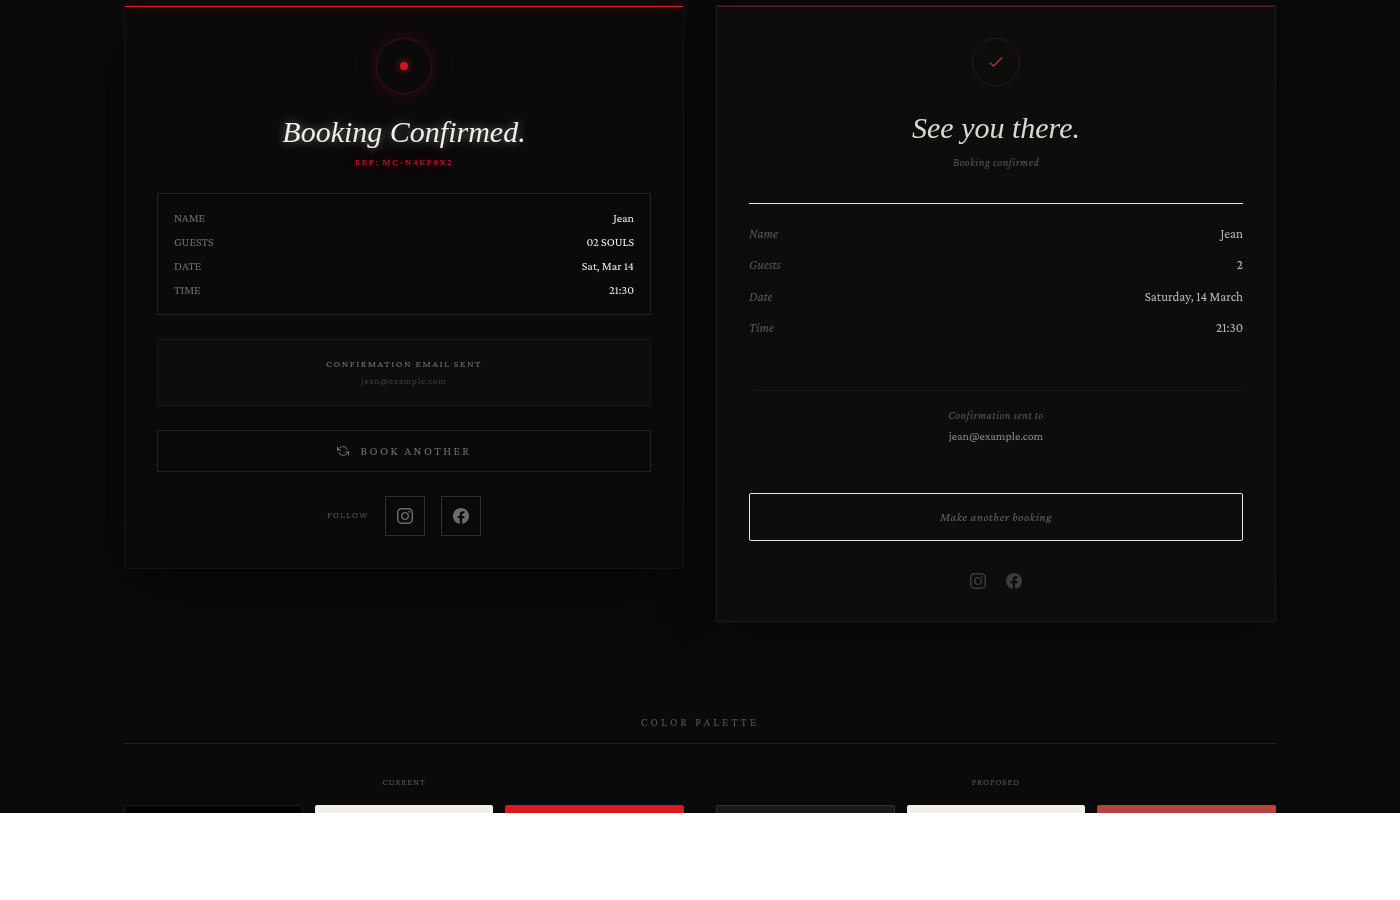 Booking Confirmed.
REF: MC-N4KP8X2
NAME Jean
GUESTS 02 SOULS
DATE Sat, Mar 14
TIME 21:30
CONFIRMATION EMAIL SENT
jean@example.com
BOOK ANOTHER
FOLLOW
See you there.
Booking confirmed
Name Jean
Guests 2
Date Saturday, 14 March
Time 21:30
Confirmation sent to
jean@example.com
Make another booking
COLOR PALETTE
CURRENT
PROPOSED